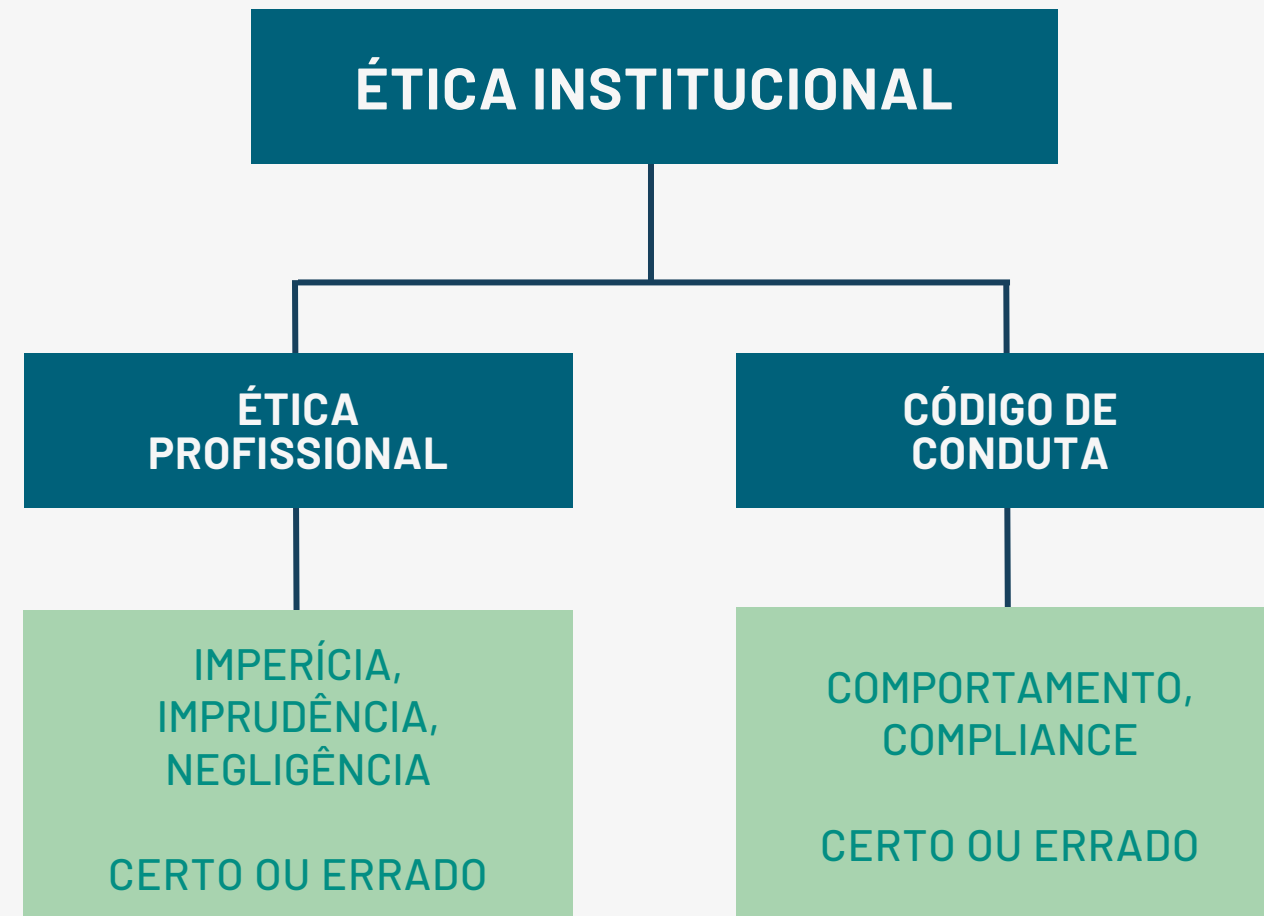 ÉTICA INSTITUCIONAL
ÉTICA
PROFISSIONAL
CÓDIGO DE
CONDUTA
IMPERÍCIA,
IMPRUDÊNCIA,
NEGLIGÊNCIA
CERTO OU ERRADO
COMPORTAMENTO,
COMPLIANCE
CERTO OU ERRADO